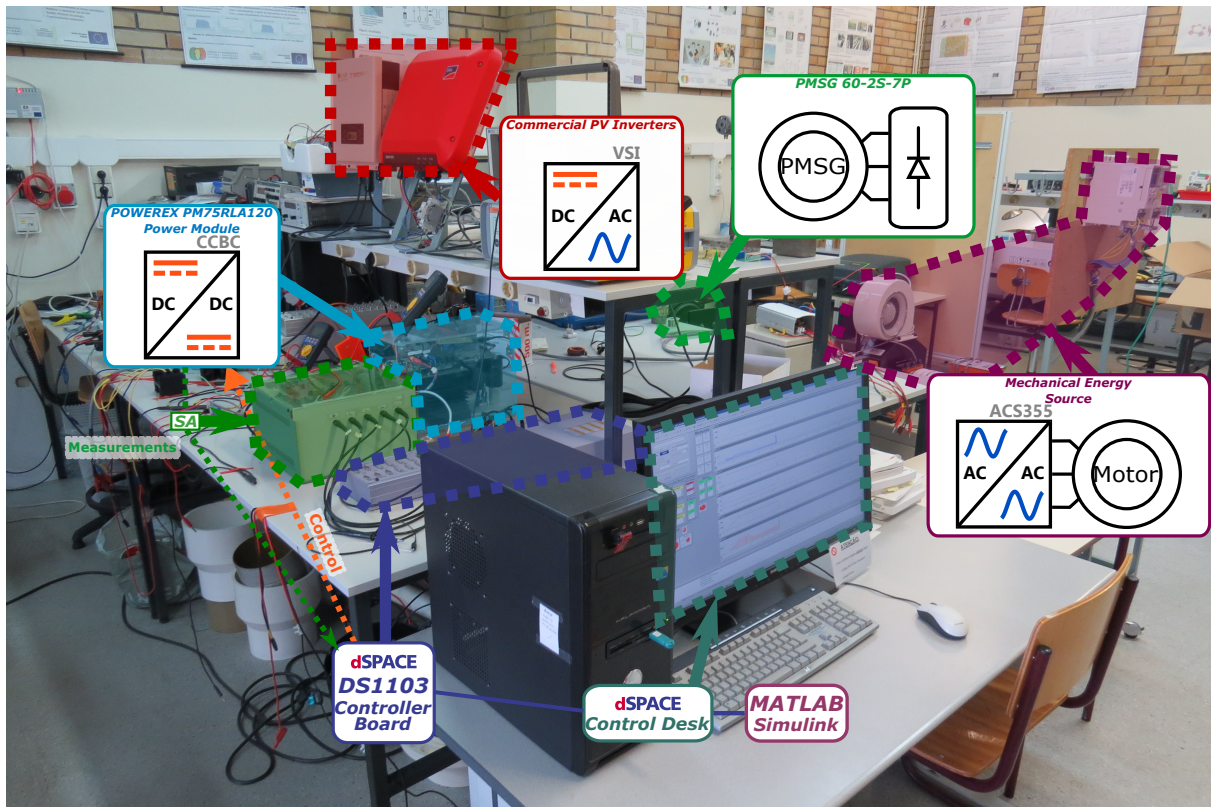 PMSG 60-2S-7P
PMSG
Commercial PV Inverters
VSI
DC
AC
POWEREX PM75RLA120
Power Module
CCBC
DC
DC
Mechanical Energy
Source
ACS355
AC
AC
Motor
SA
Measurements
Control
dSPACE
DS1103
Controller
Board
dSPACE
Control Desk
MATLAB
Simulink